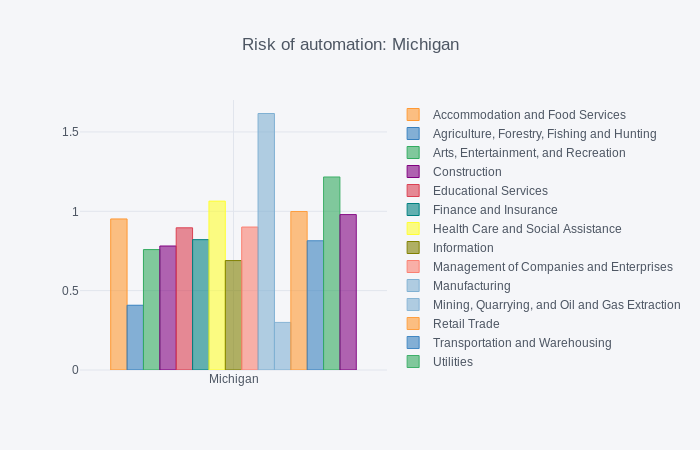 Risk of automation: Michigan
1.5
1
0.5
0
Michigan
Accommodation and Food Services
Agriculture, Forestry, Fishing and Hunting
Arts, Entertainment, and Recreation
Construction
Educational Services
Finance and Insurance
Health Care and Social Assistance
Information
Management of Companies and Enterprises
Manufacturing
Mining, Quarrying, and Oil and Gas Extraction
Retail Trade
Transportation and Warehousing
Utilities